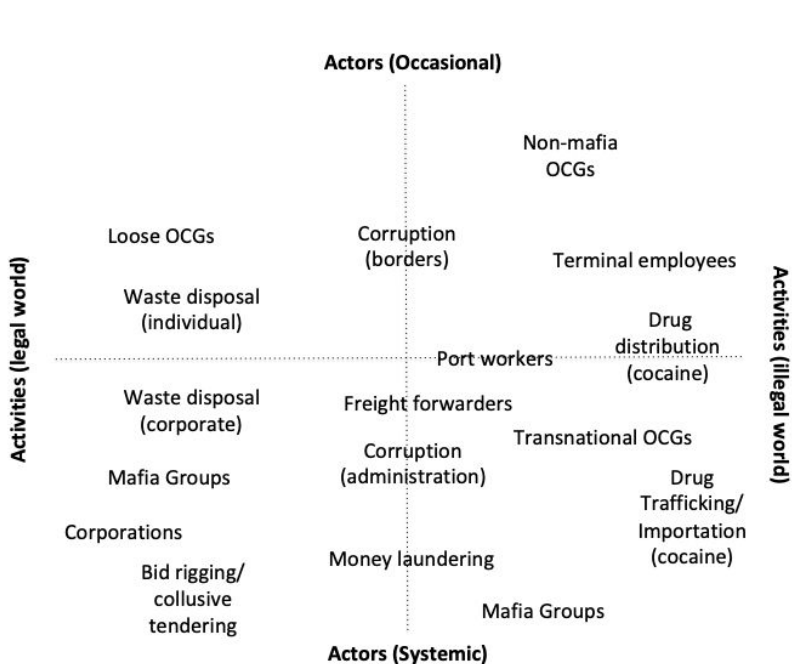 Actors (Occasional)
Non-mafia
OCGs
Loose OCGs
Corruption
(borders)
Terminal employees
Waste disposal
(individual)
Drug
distribution
(cocaine)
Activities (legal world)
Activities (illegal world)
Port workers
Waste disposal
(corporate)
Freight forwarders
Transnational OCGs
Corruption
(administration)
Mafia Groups
Drug
Trafficking/
Importation
(cocaine)
Corporations
Money laundering
Bid rigging/
collusive
tendering
Mafia Groups
Actors (Systemic)